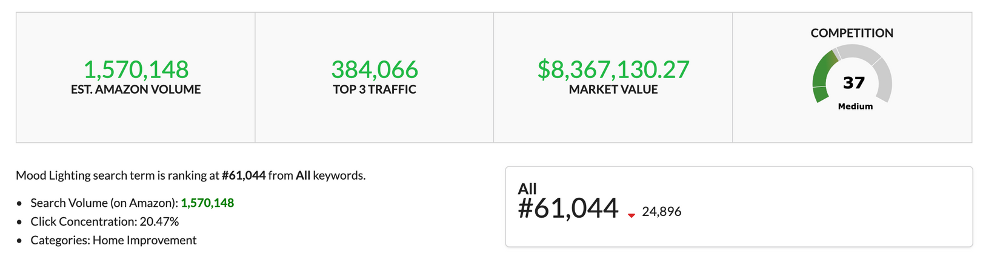 1,570,148
EST. AMAZON VOLUME
384,066
TOP 3 TRAFFIC
$8,367,130.27
MARKET VALUE
COMPETITION
37
Medium
Mood Lighting search term is ranking at #61,044 from All keywords.
• Search Volume (on Amazon): 1,570,148
• Click Concentration: 20.47%
• Categories: Home Improvement
All
#61,044 24,896